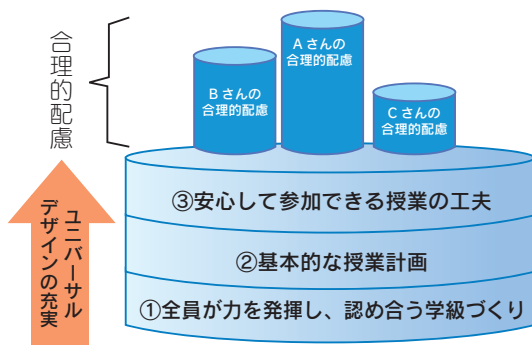 合理的配慮
Aさんの
合理的配慮
Bさんの
合理的配慮
Cさんの
合理的配慮
ユニバーサル
デザインの充実
③安心して参加できる授業の工夫
②基本的な授業計画
①全員が力を発揮し、認め合う学級づくり